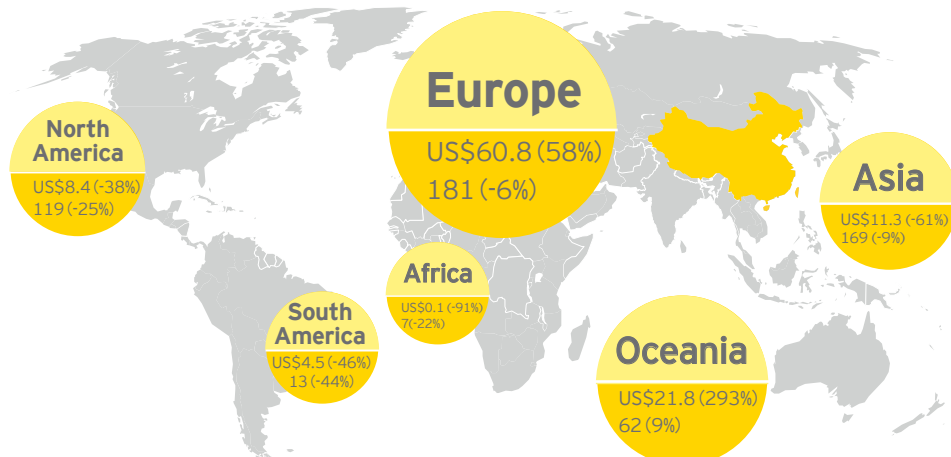 Europe
US$60.8 (58%)
181 (-6%)
North
America
US$8.4 (-38%)
119 (-25%)
Asia
US$11.3 (-61%)
169 (-9%)
Africa
US$0.1 (-91%)
7(-22%)
South
America
US$4.5 (-46%)
13 (-44%)
Oceania
US$21.8 (293%)
62 (9%)